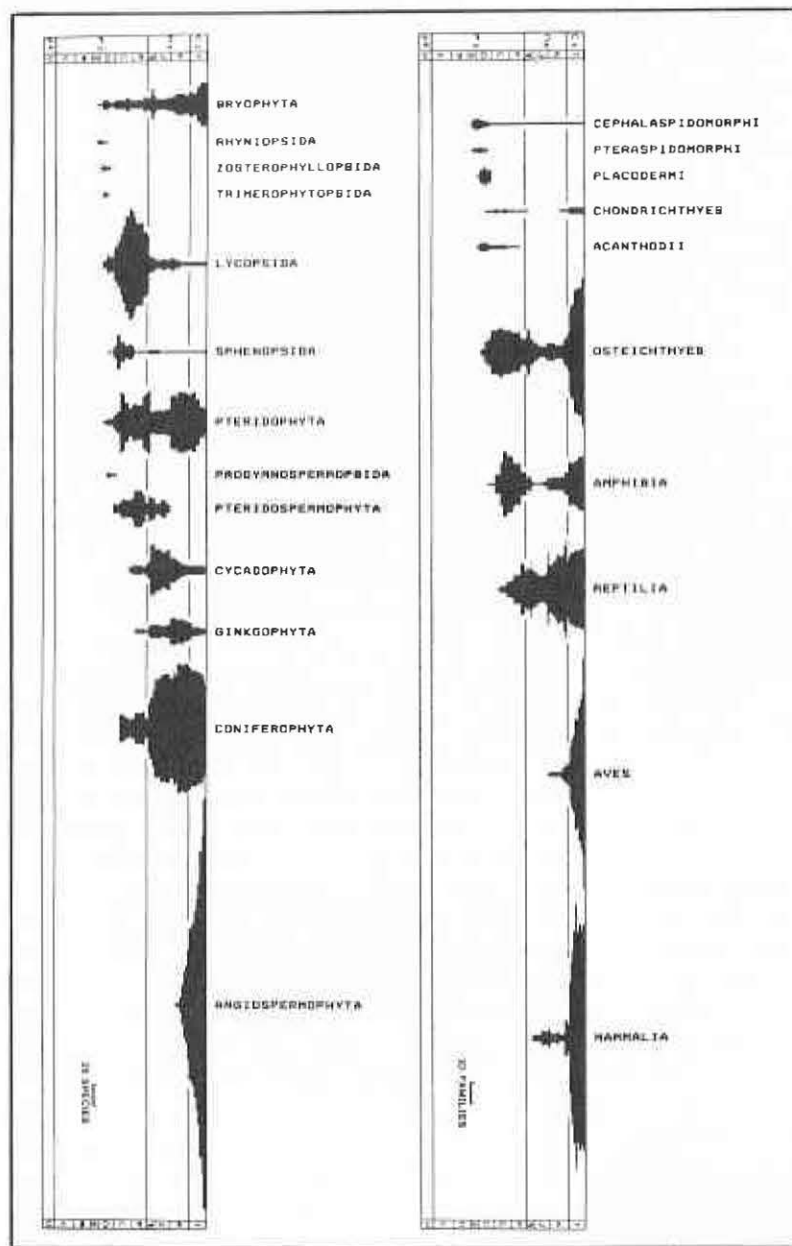 BRYOPHYTA
RHYNIOPSIDA
ZOSTEROPHYLLOPSIDA
TRIMEROPHYTOPSIDA
LYCOPSIDA
SPHENOPSIDA
PTERIDOPHYTA
PROGYMNOSPERMOPSIDA
PTERIDOSPERMOPHYTA
CYCADOPHYTA
GINKGOPHYTA
CONIFEROPHYTA
ANGIOSPERMOPHYTA
SPECIES
CEPHALASPIDOMORPHI
PTERASPIDOMORPHI
PLACODERMI
CHONDRICHTHYES
ACANTHODII
OSTEICHTHYES
AMPHIBIA
REPTILIA
AVES
MAMMALIA
FAMILIES